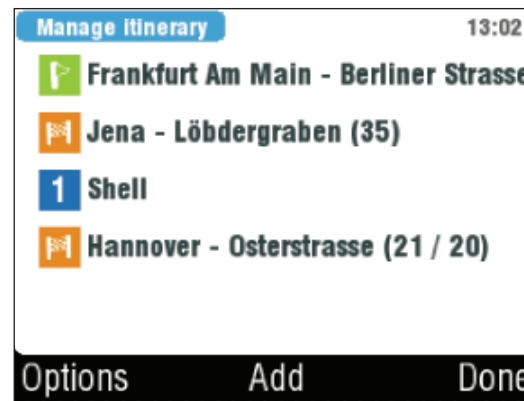 Manage itinerary 13:02
Frankfurt Am Main - Berliner Strasse
Jena - Löbdergraben (35)
1 Shell
Hannover - Osterstrasse (21 / 20)
Options Add Done